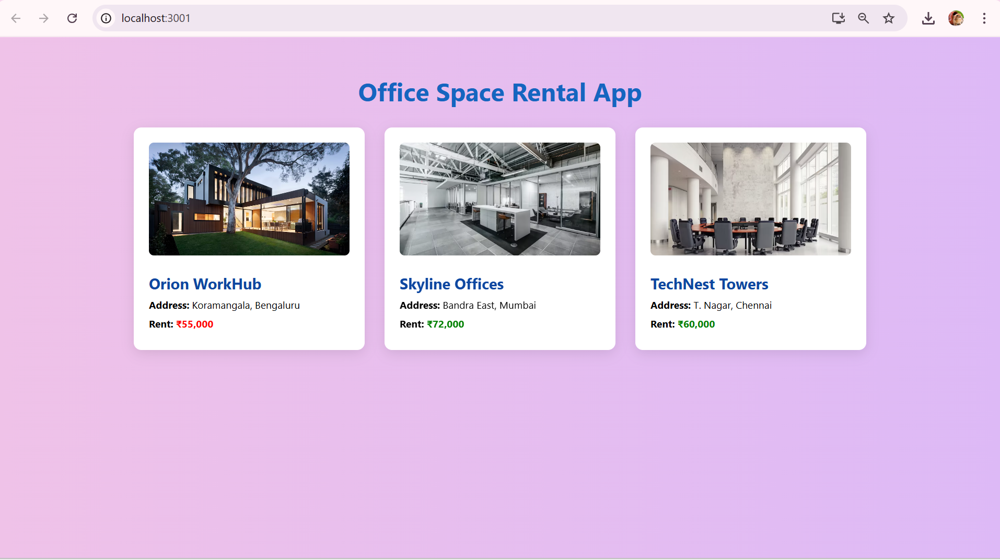 localhost:3001
Office Space Rental App
Orion WorkHub
Address: Koramangala, Bengaluru
Rent: ₹55,000
Skyline Offices
Address: Bandra East, Mumbai
Rent: ₹72,000
TechNest Towers
Address: T. Nagar, Chennai
Rent: ₹60,000